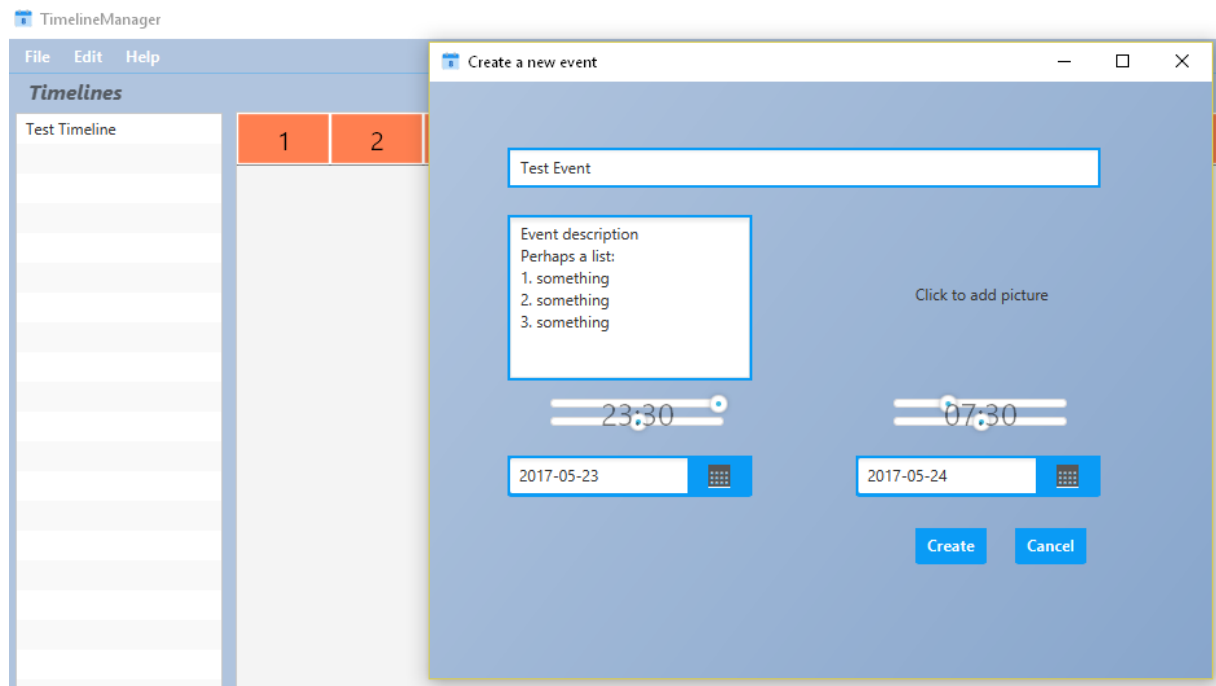 TimelineManager
File Edit Help
Timelines
Test Timeline
1 2
Create a new event
Test Event
Event description
Perhaps a list:
1. something
2. something
3. something
Click to add picture
23:30
07:30
2017-05-23
2017-05-24
Create Cancel